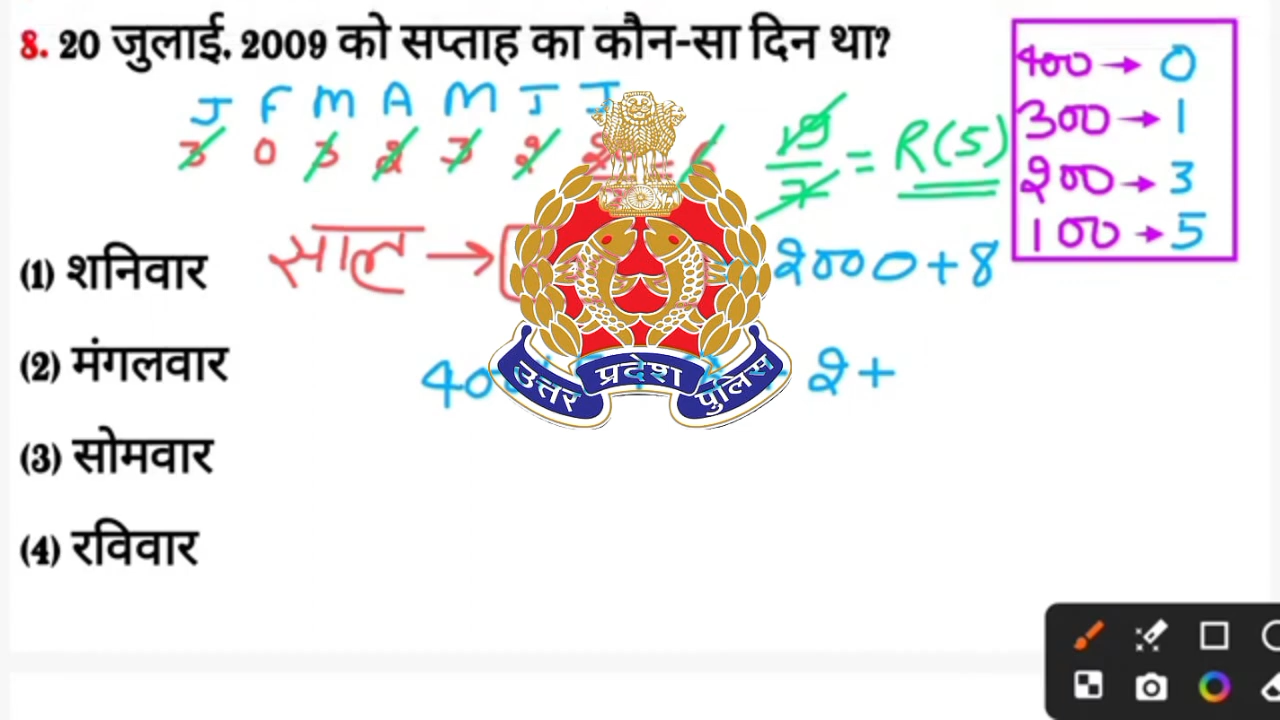 8. 20 जुलाई. 2009 को सप्ताह का कौन-सा दिन था?
J F M A M J J
3 0 3 2 3 2
19/7 = R(5)
400 → 0
300 → 1
200 → 3
100 → 5
(1) शनिवार
साल → 2000+8
(2) मंगलवार
2+
उत्तर प्रदेश पुलिस
(3) सोमवार
(4) रविवार